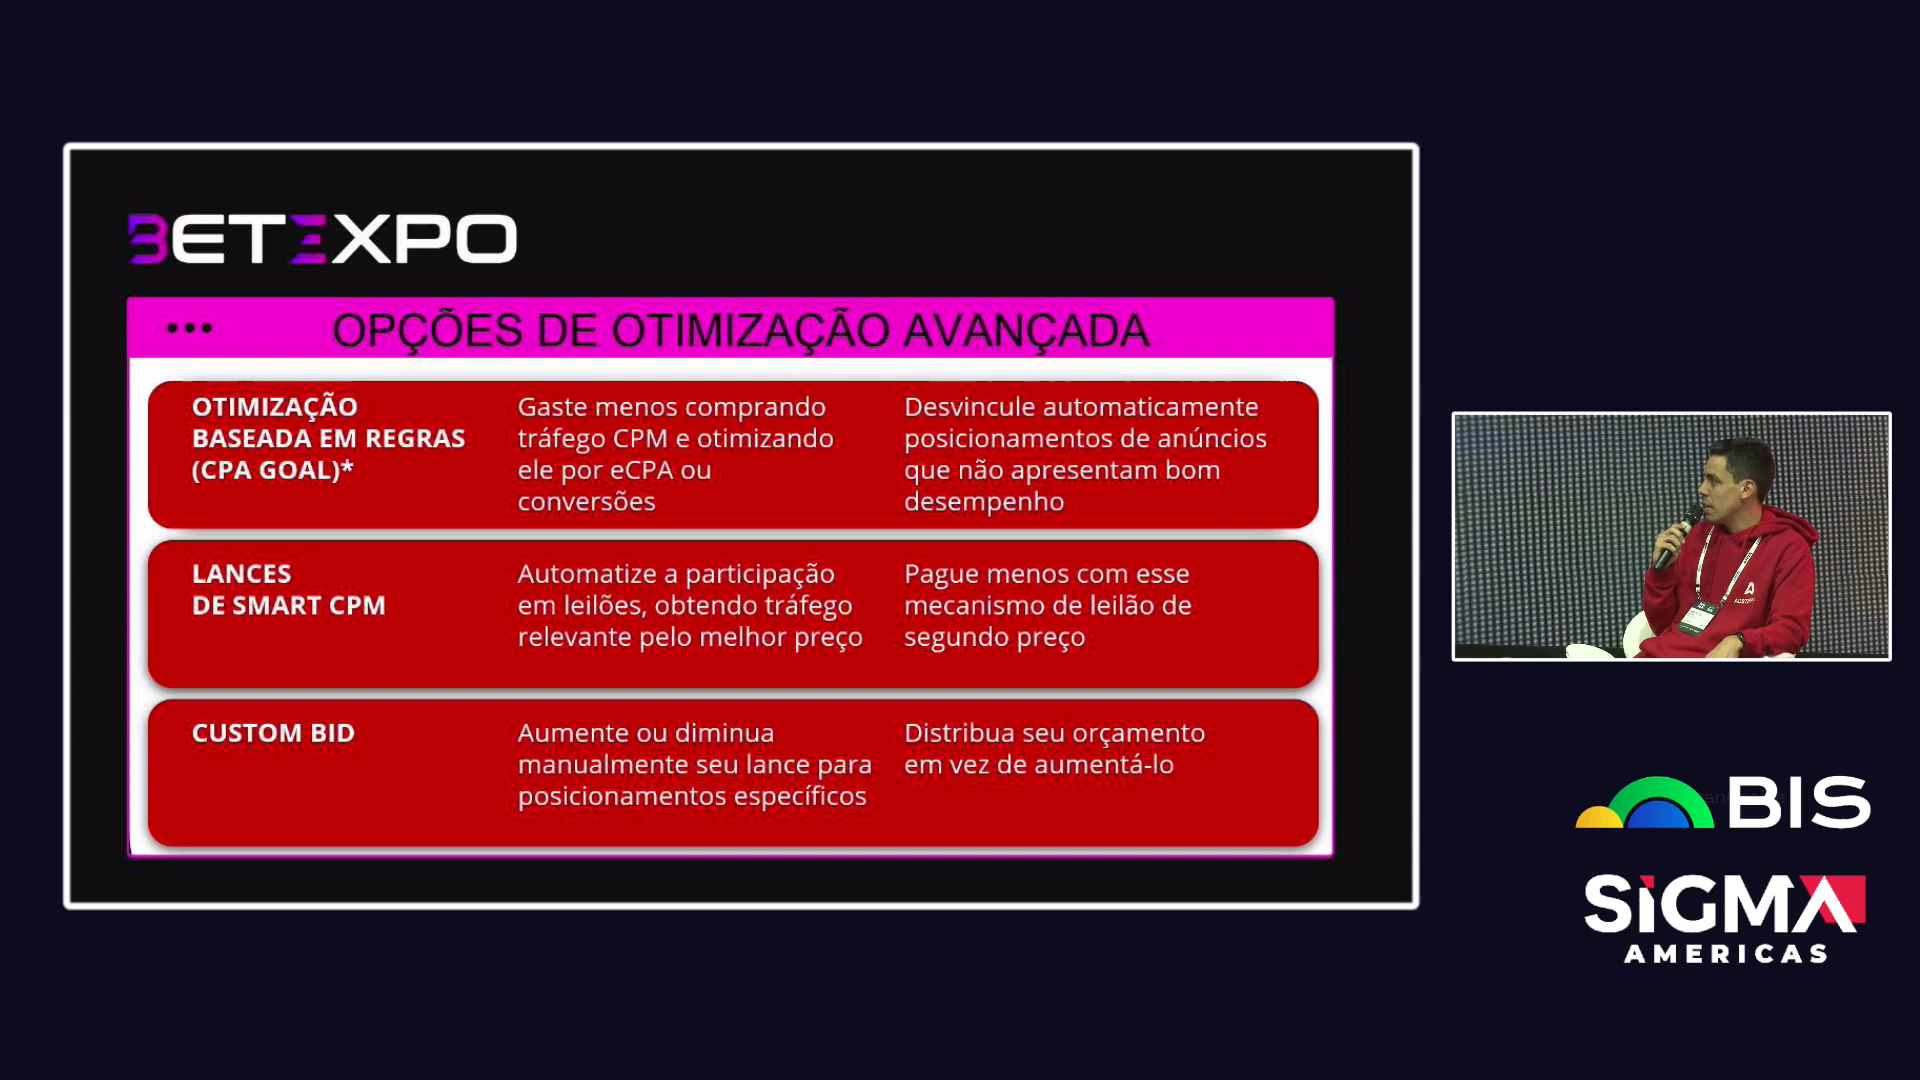 BETEXPO
OPÇÕES DE OTIMIZAÇÃO AVANÇADA
OTIMIZAÇÃO
BASEADA EM REGRAS
(CPA GOAL)*
Gaste menos comprando
tráfego CPM e otimizando
ele por eCPA ou
conversões
Desvincule automaticamente
posicionamentos de anúncios
que não apresentam bom
desempenho
LANCES
DE SMART CPM
Automatize a participação
em leilões, obtendo tráfego
relevante pelo melhor preço
Pague menos com esse
mecanismo de leilão de
segundo preço
CUSTOM BID
Aumente ou diminua
manualmente seu lance para
posicionamentos específicos
Distribua seu orçamento
em vez de aumentá-lo
BIS
SiGMA
AMERICAS